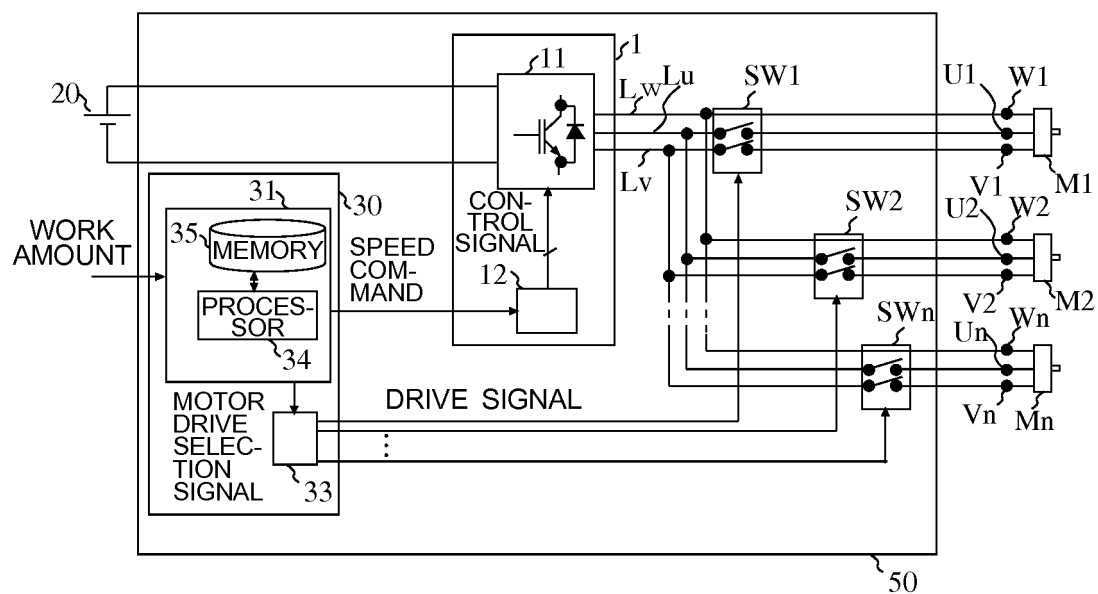 1
11
Lw
Lu
SW1
U1
W1
20
Lv
V1
M1
31
30
CON-
TROL
SIGNAL
SW2
U2
W2
WORK
AMOUNT
35
MEMORY
SPEED
COM-
MAND
12
V2
M2
PROCES-
SOR
34
SWn
Un
Wn
MOTOR
DRIVE
SELEC-
TION
SIGNAL
DRIVE SIGNAL
Vn
Mn
33
50